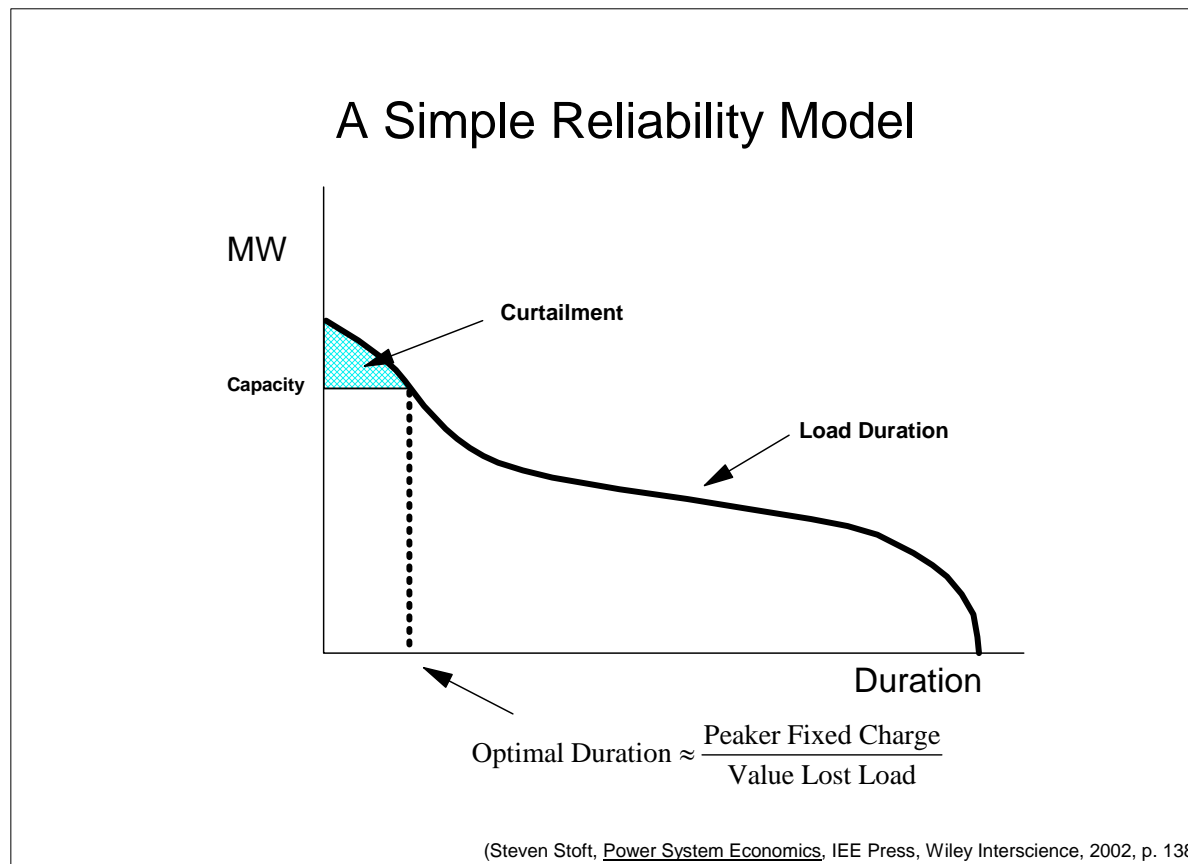 A Simple Reliability Model
MW
Curtailment
Capacity
Load Duration
Duration
Optimal Duration ≈ Peaker Fixed Charge
Value Lost Load
(Steven Stoft, Power System Economics, IEE Press, Wiley Interscience, 2002, p. 138